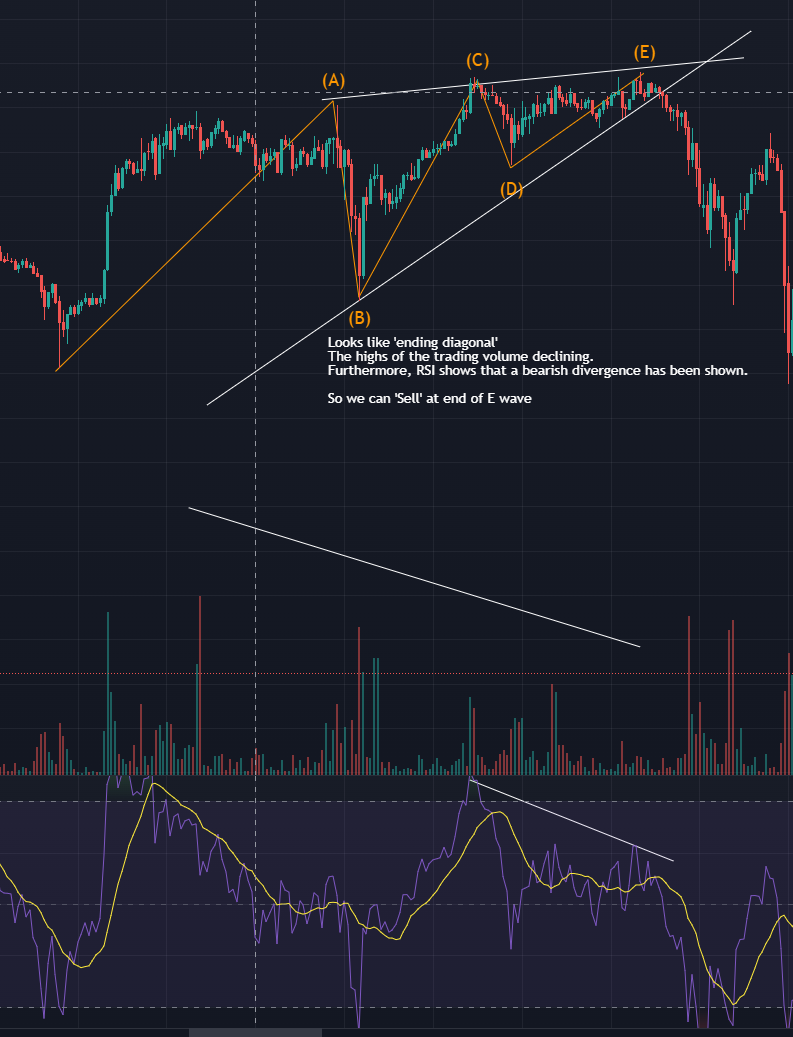 (E)
(C)
(A)
(D)
(B)
Looks like 'ending diagonal'
The highs of the trading volume declining.
Furthermore, RSI shows that a bearish divergence has been shown.
So we can 'Sell' at end of E wave